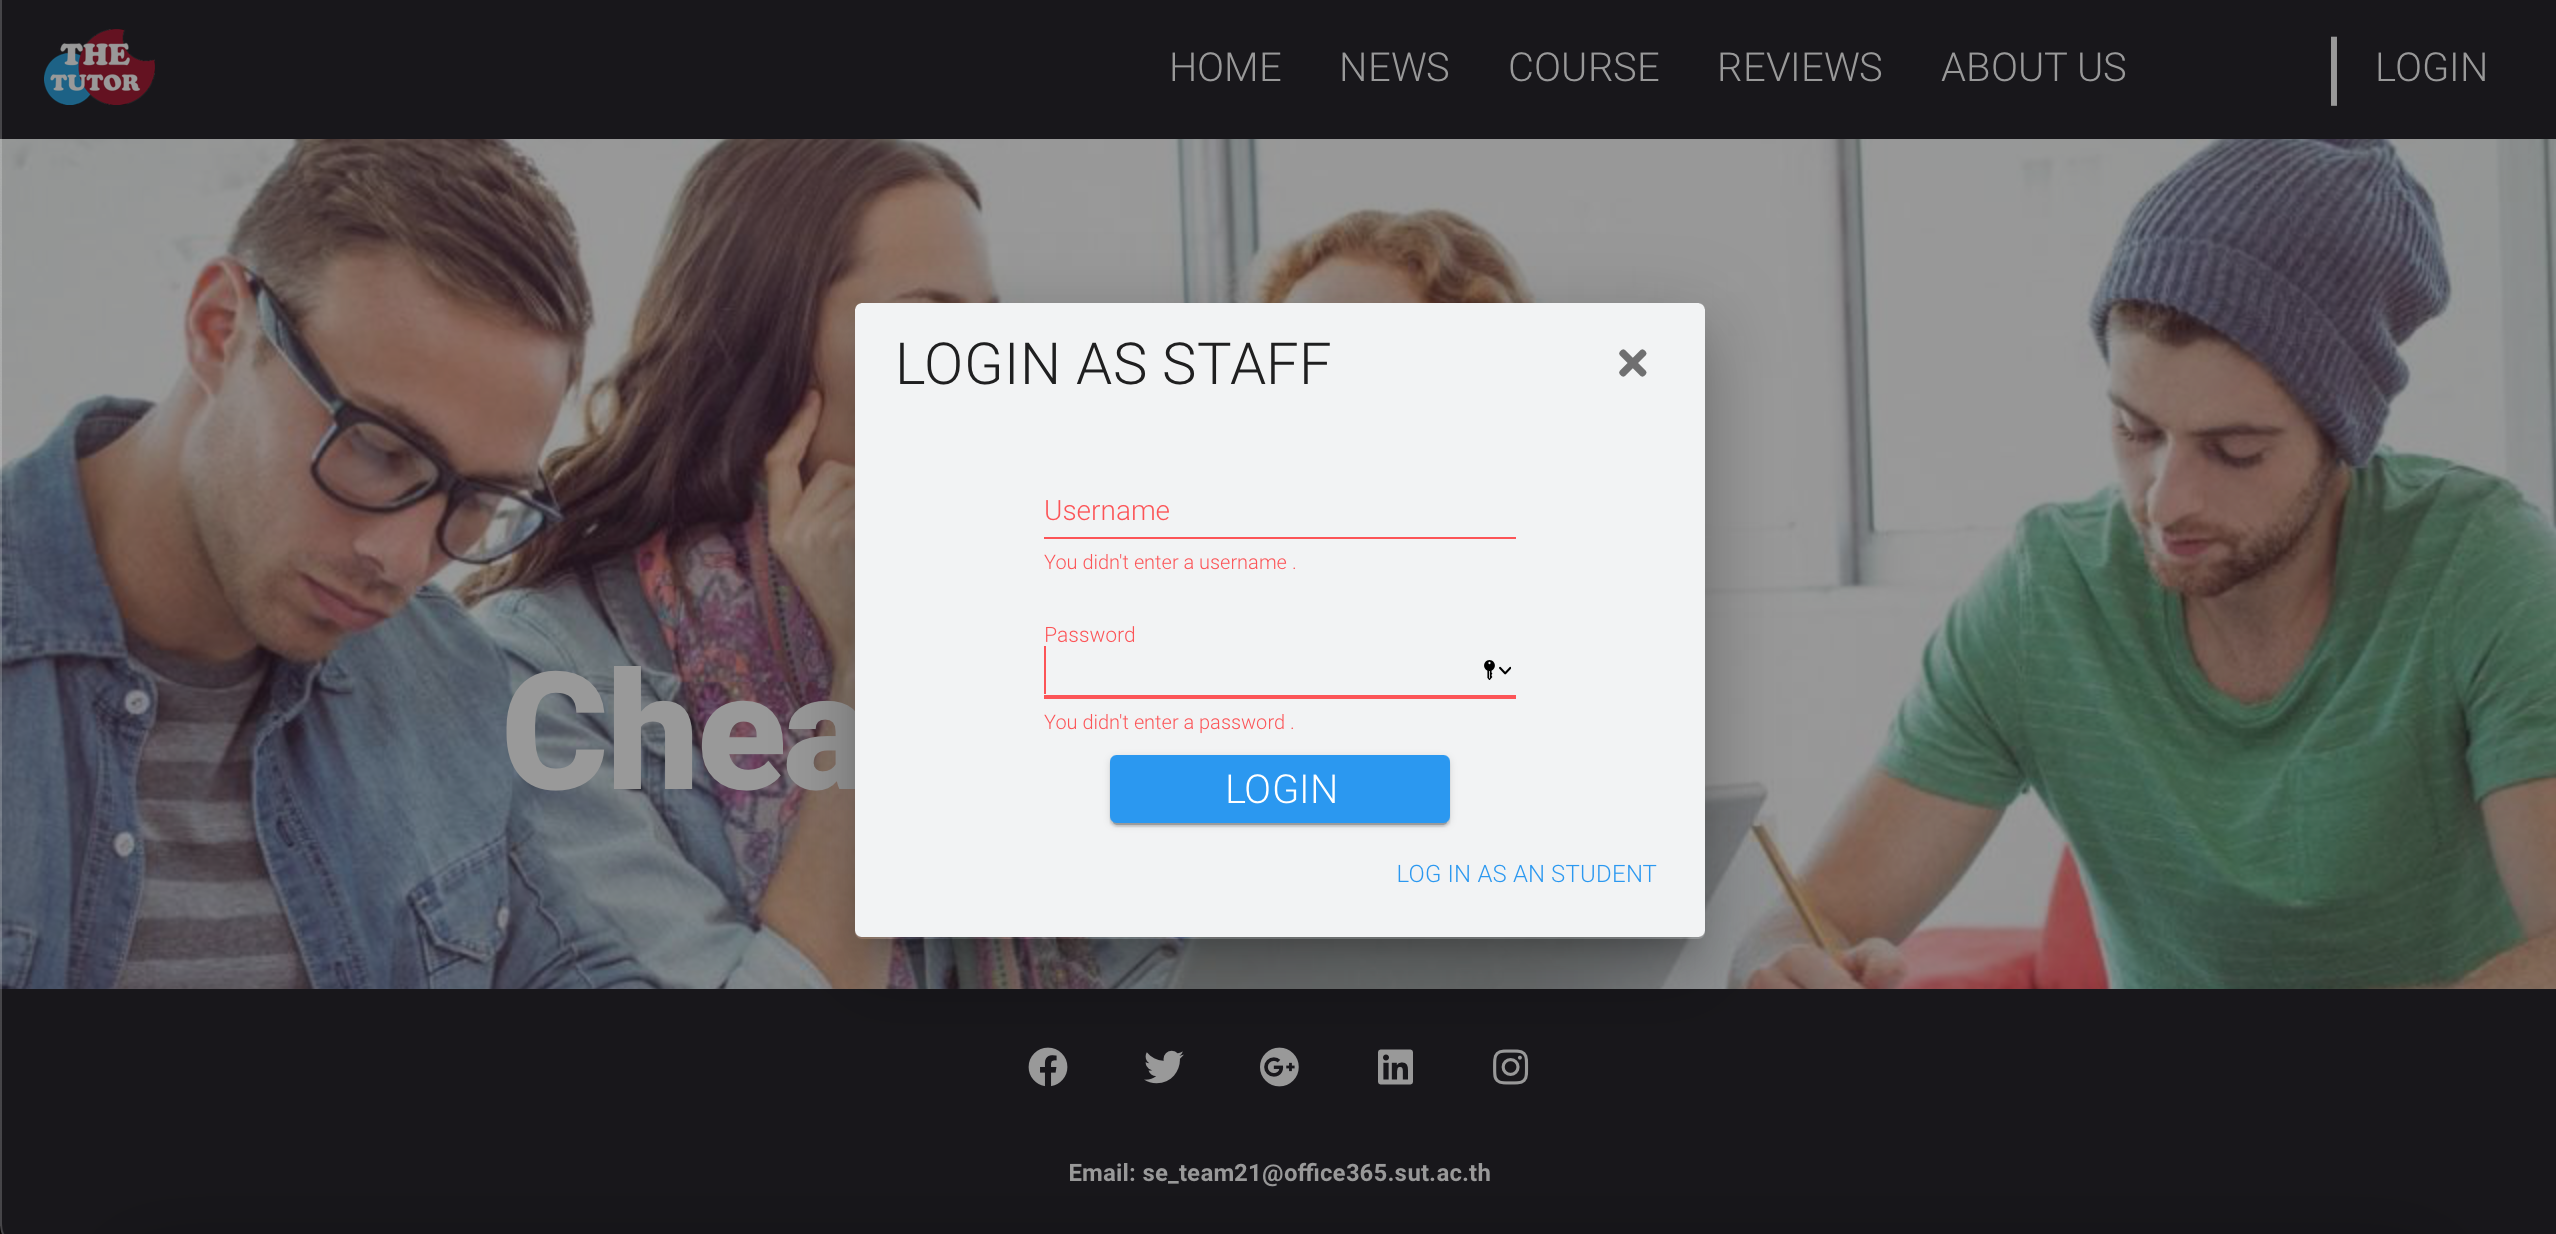 THE
TUTOR
HOME NEWS COURSE REVIEWS ABOUT US LOGIN
LOGIN AS STAFF
Username
You didn't enter a username .
Password
You didn't enter a password .
Chea
LOGIN
LOG IN AS AN STUDENT
Email: se_team21@office365.sut.ac.th